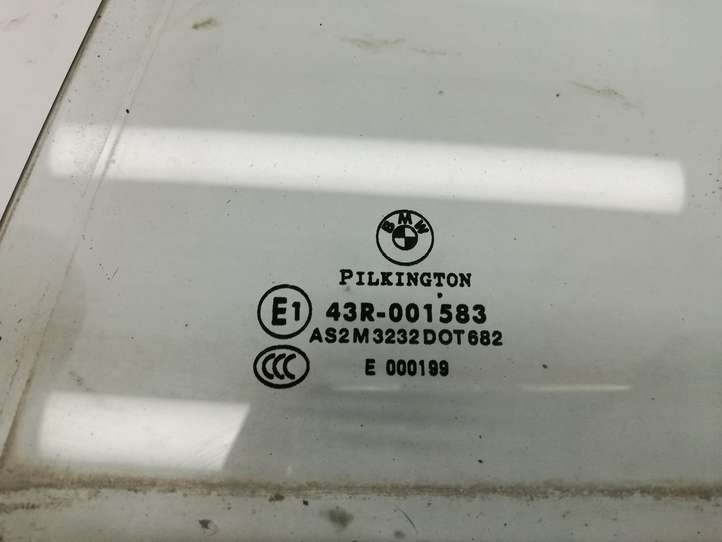 BMW
PILKINGTON
E1 43R-001583
AS2 M3232 DOT682
CCC E 000199